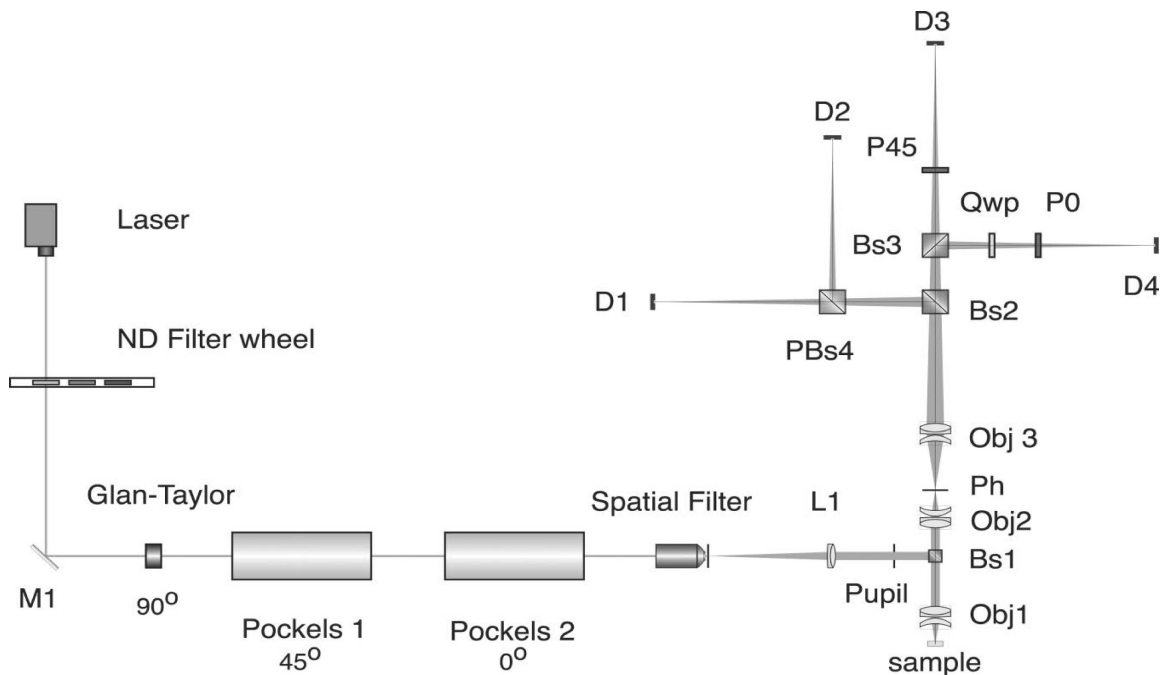 D3
D2
P45
Laser
Qwp
P0
Bs3
D1
D4
Bs2
ND Filter wheel
PBs4
Obj 3
Glan-Taylor
Spatial Filter
L1
Ph
Obj2
Bs1
M1
90º
Pupil
Pockels 1
45º
Pockels 2
0º
Obj1
sample